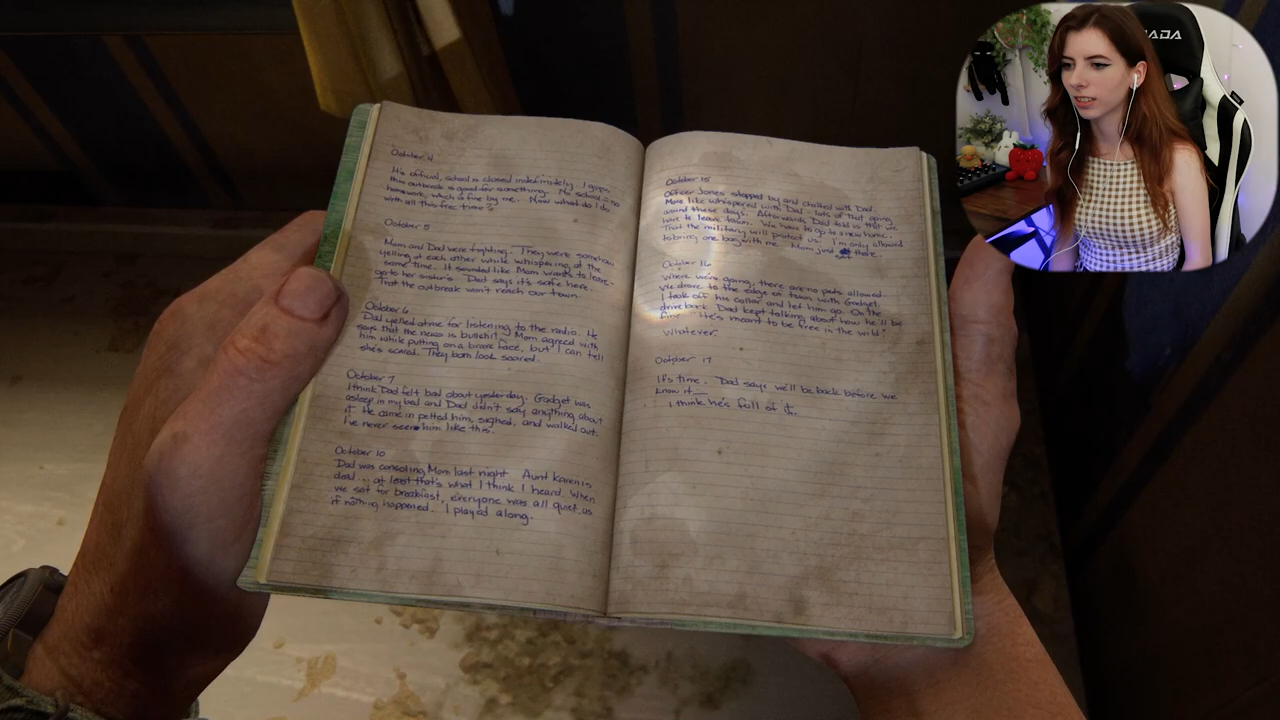 October 4
It's official, school is closed indefinitely. I guess
this outbreak is good for something. No school = no
homework, which is fine by me. Now what do I do
with all this free time?
October 5
Mom and Dad were fighting. They were somehow
yelling at each other while whispering at the
same time. It sounded like Mom wants to leave-
go to her sister's. Dad says it's safe here.
That the outbreak won't reach our town.
October 6
Dad yelled at me for listening to the radio. He
says that the news is bullshit. Mom agreed with
him while putting on a brave face, but I can tell
she's scared. They both look scared.
October 7
I think Dad felt bad about yesterday. Gadget was
asleep in my bed and Dad didn't say anything about
it. He came in petted him, sighed, and walked out.
I've never seen him like this.
October 10
Dad was consoling Mom last night. Aunt Karen is
dead... at least that's what I think I heard. When
we sat for breakfast, everyone was all quiet as
if nothing happened. I played along.
October 15
Officer Jones stopped by and chatted with Dad.
More like whispered with Dad - lots of that going
around these days. Afterwards, Dad told us that we
have to leave town. We have to go to a new home.
That the military will protect us. I'm only allowed
to bring one bag with me. Mom just sat there.
October 16
Where we're going, there are no pets allowed.
We drove to the edge of town with Gadget.
I took off his collar and let him go. On the
drive back, Dad kept talking about how he'll be
fine. "He's meant to be free in the wild."
Whatever.
October 17
It's time. Dad says we'll be back before we
know it
I think he's full of it.
ADA